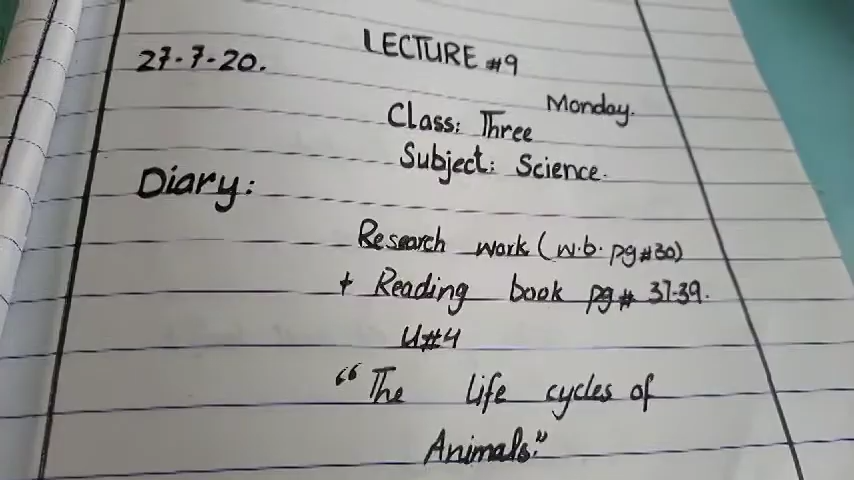 LECTURE #9
27-7-20.
Monday.
Class: Three
Subject: Science.
Diary:
Research work (w.b. pg#30)
+ Reading book pg# 37-39.
U#4
"The life cycles of
Animals."